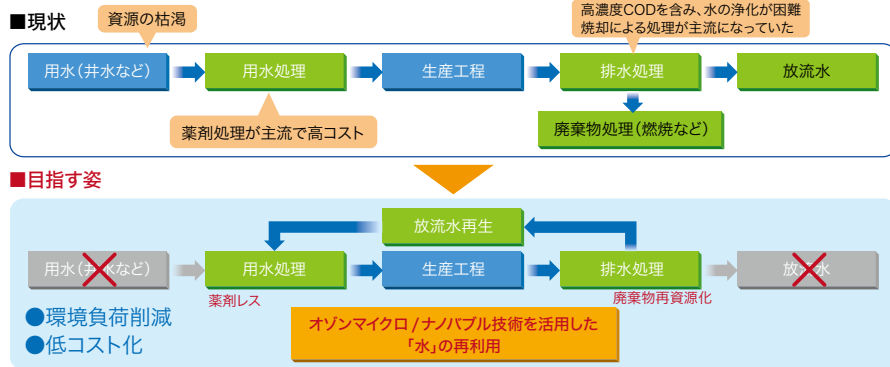 ■現状
資源の枯渇
高濃度CODを含み、水の浄化が困難
焼却による処理が主流になっていた
用水(井水など)
用水処理
生産工程
排水処理
放流水
薬剤処理が主流で高コスト
廃棄物処理(燃焼など)
■目指す姿
放流水再生
用水(井水など)
用水処理
生産工程
排水処理
放流水
薬剤レス
廃棄物再資源化
●環境負荷削減
●低コスト化
オゾンマイクロ/ナノバブル技術を活用した
「水」の再利用